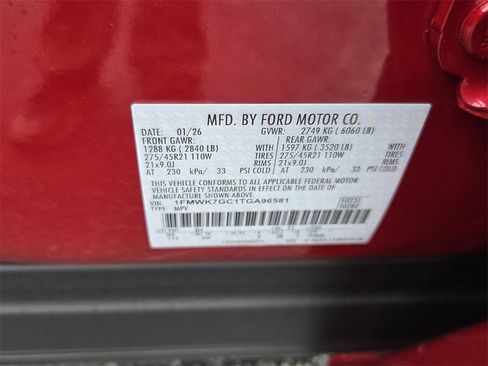 MFD. BY FORD MOTOR CO.
DATE: 01/26 GVWR: 2749 KG ( 6060 LB)
FRONT GAWR: REAR GAWR:
1288 KG ( 2840 LB) WITH 1597 KG ( 3520 LB) WITH
275/45R21 110W TIRES 275/45R21 110W TIRES
21x9.0J RIMS 21x9.0J RIMS
AT 230 kPa/ 33 PSI COLD AT 230 kPa/ 33 PSI COLD
THIS VEHICLE CONFORMS TO ALL APPLICABLE FEDERAL MOTOR
VEHICLE SAFETY STANDARDS IN EFFECT ON THE DATE OF
MANUFACTURE SHOWN ABOVE.
VIN: 1FMWK7GC1TGA96581
TYPE: MPV